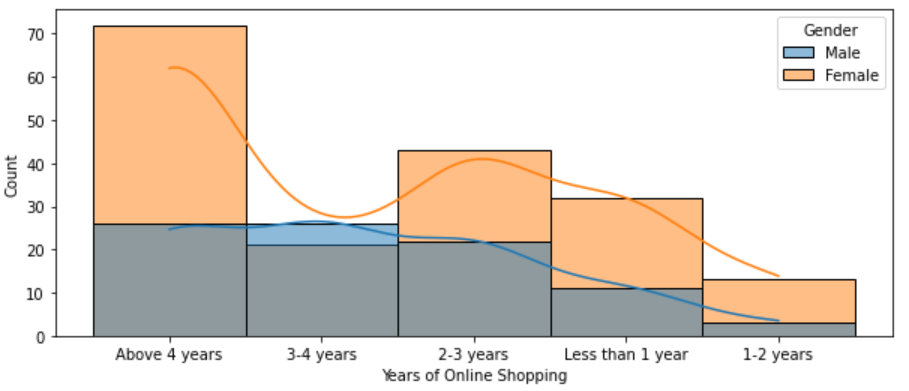 Gender
Male
Female
70
60
50
40
30
20
10
0
Count
Above 4 years 3-4 years 2-3 years Less than 1 year 1-2 years
Years of Online Shopping